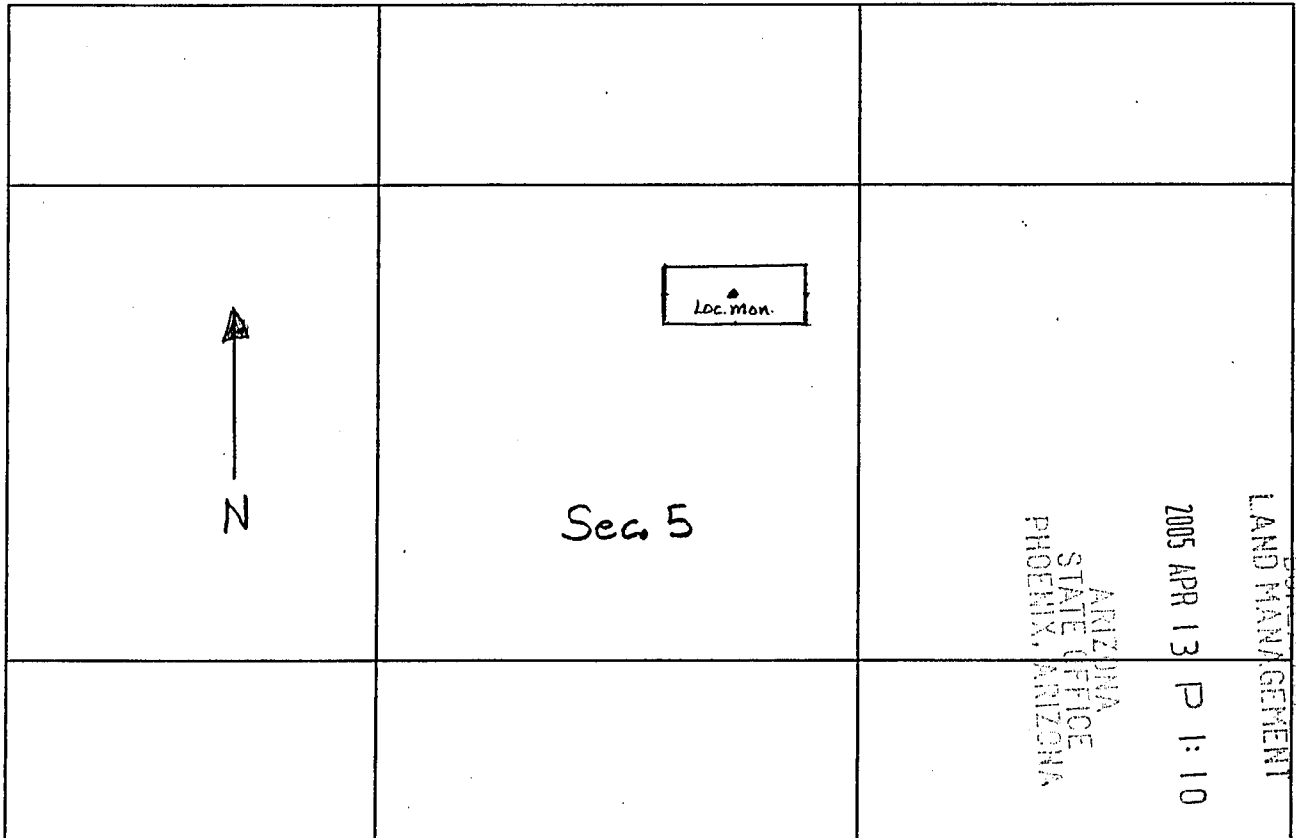 Loc. Mon.
N
Sec. 5
LAND MANAGEMENT
2005 APR 13 P 1:10
ARIZONA
STATE OFFICE
PHOENIX, ARIZONA